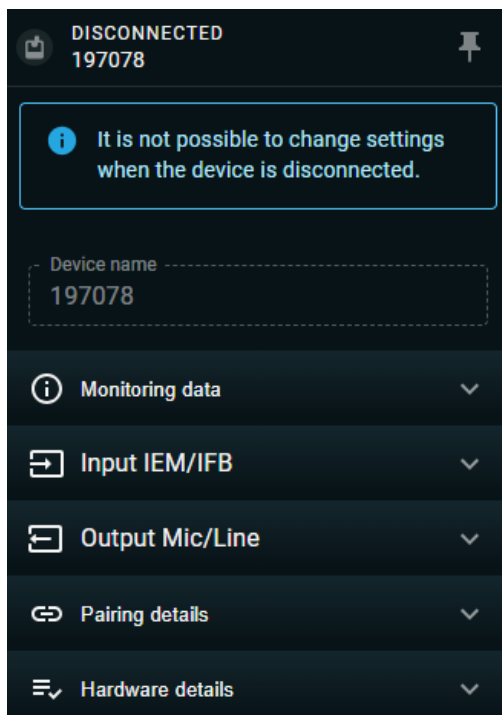 DISCONNECTED
197078
It is not possible to change settings
when the device is disconnected.
Device name
197078
Monitoring data
Input IEM/IFB
Output Mic/Line
Pairing details
Hardware details